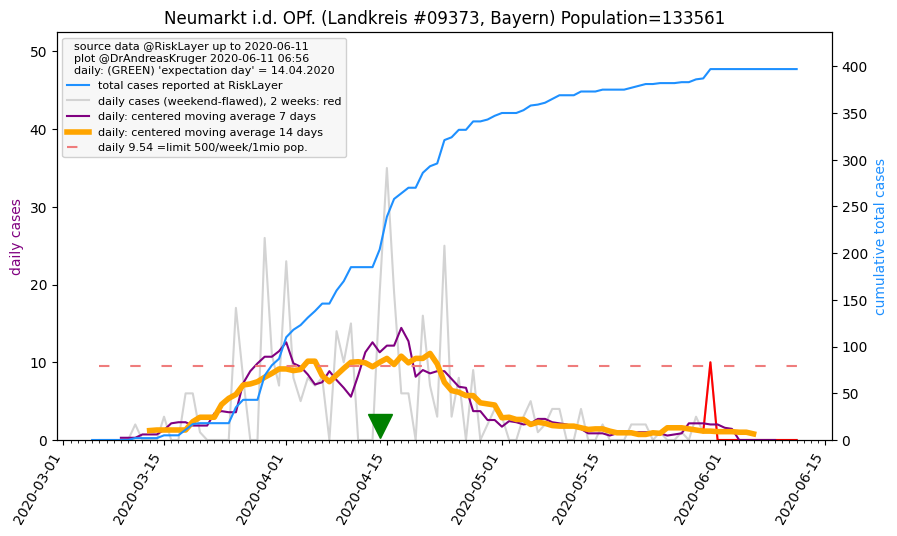 Neumarkt i.d. OPf. (Landkreis #09373, Bayern) Population=133561
source data @RiskLayer up to 2020-06-11
plot @DrAndreasKruger 2020-06-11 06:56
daily: (GREEN) 'expectation day' = 14.04.2020
total cases reported at RiskLayer
daily cases (weekend-flawed), 2 weeks: red
daily: centered moving average 7 days
daily: centered moving average 14 days
daily 9.54 =limit 500/week/1mio pop.
daily cases
50
40
30
20
10
0
cumulative total cases
400
350
300
250
200
150
100
50
0
2020-03-01
2020-03-15
2020-04-01
2020-04-15
2020-05-01
2020-05-15
2020-06-01
2020-06-15